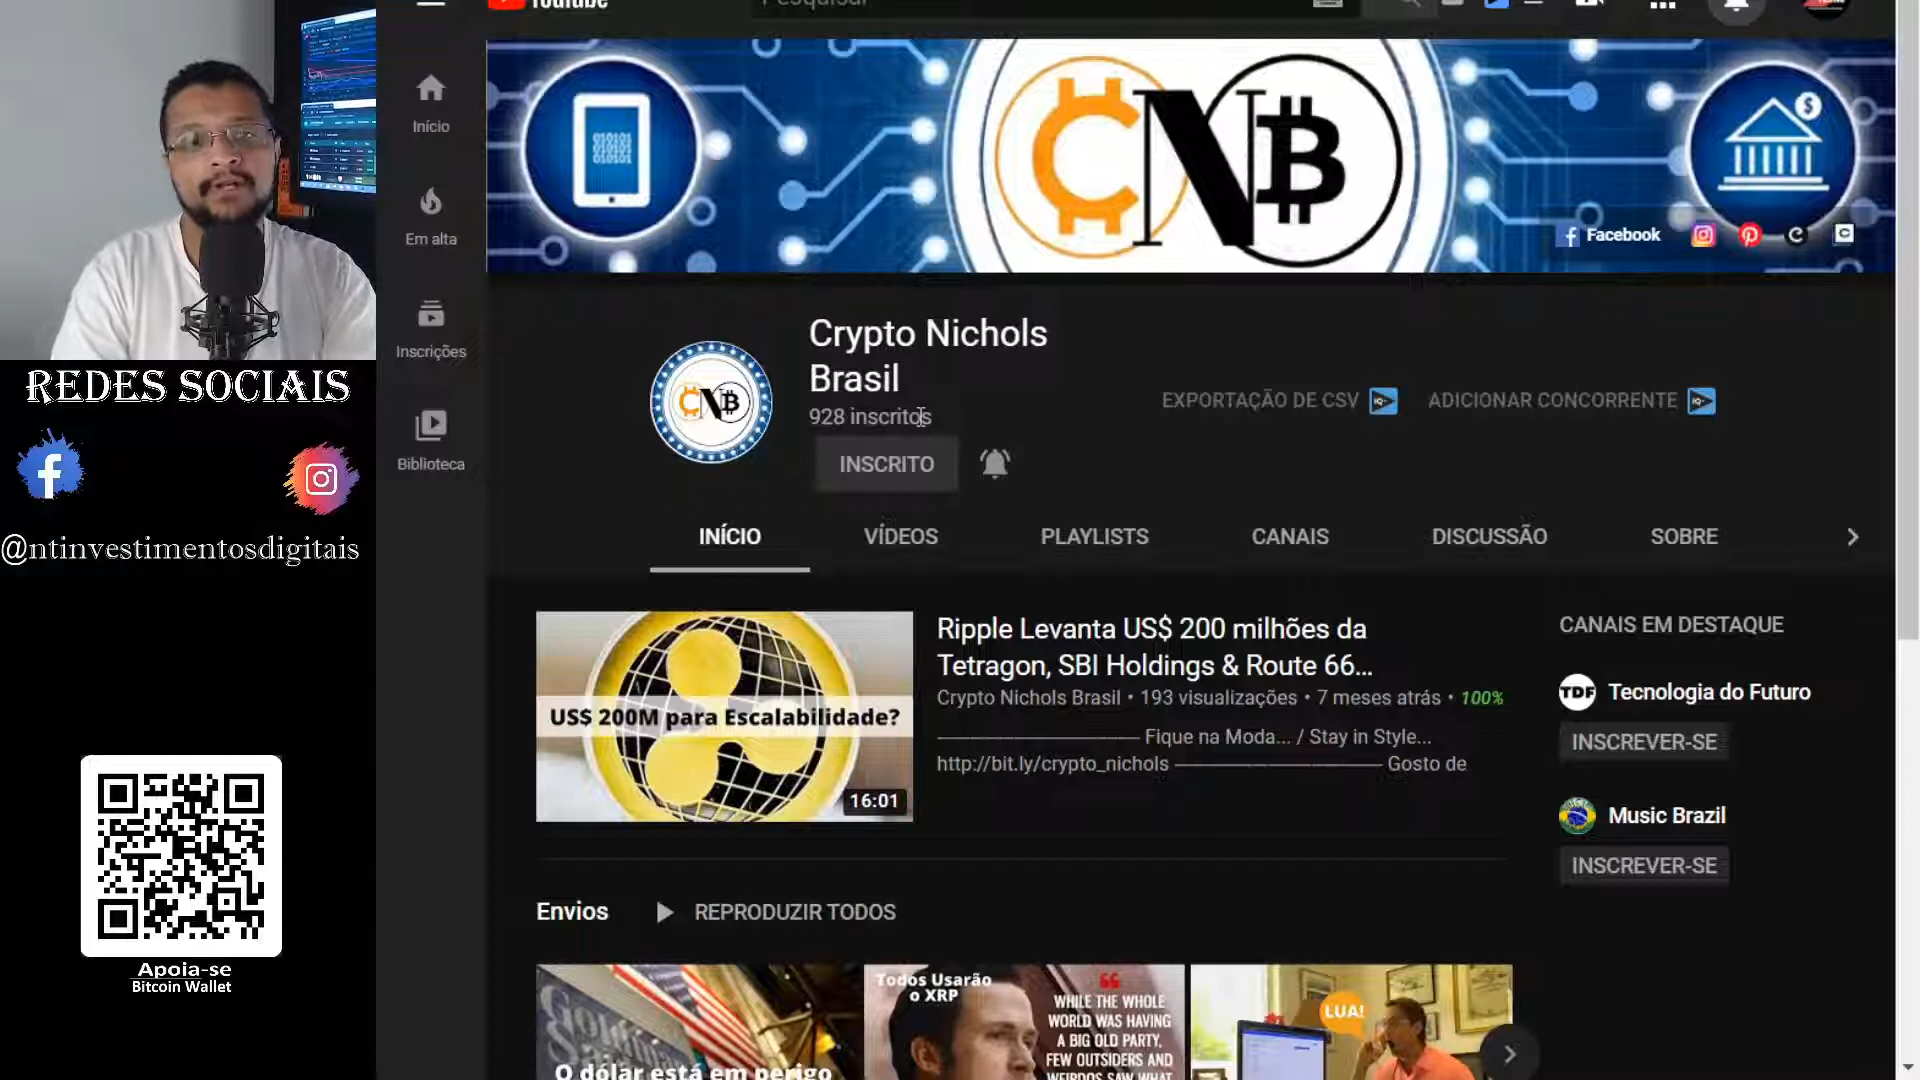 YouTube
Pesquisar
Início
Em alta
Inscrições
Biblioteca
CNB
Facebook
Crypto Nichols
Brasil
928 inscritos
INSCRITO
EXPORTAÇÃO DE CSV
ADICIONAR CONCORRENTE
INÍCIO
VÍDEOS
PLAYLISTS
CANAIS
DISCUSSÃO
SOBRE
US$ 200M para Escalabilidade?
16:01
Ripple Levanta US$ 200 milhões da
Tetragon, SBI Holdings & Route 66...
Crypto Nichols Brasil • 193 visualizações • 7 meses atrás • 100%
———————————— Fique na Moda... / Stay in Style...
http://bit.ly/crypto_nichols ———————————— Gosto de
CANAIS EM DESTAQUE
TDF
Tecnologia do Futuro
INSCREVER-SE
Music Brazil
INSCREVER-SE
Envios
REPRODUZIR TODOS
O dólar está em perigo
Todos Usarão
o XRP
WHILE THE WHOLE
WORLD WAS HAVING
A BIG OLD PARTY,
FEW OUTSIDERS AND
WEIRDOS SAW WHAT
LUA!
REDES SOCIAIS
@ntinvestimentosdigitais
Apoia-se
Bitcoin Wallet